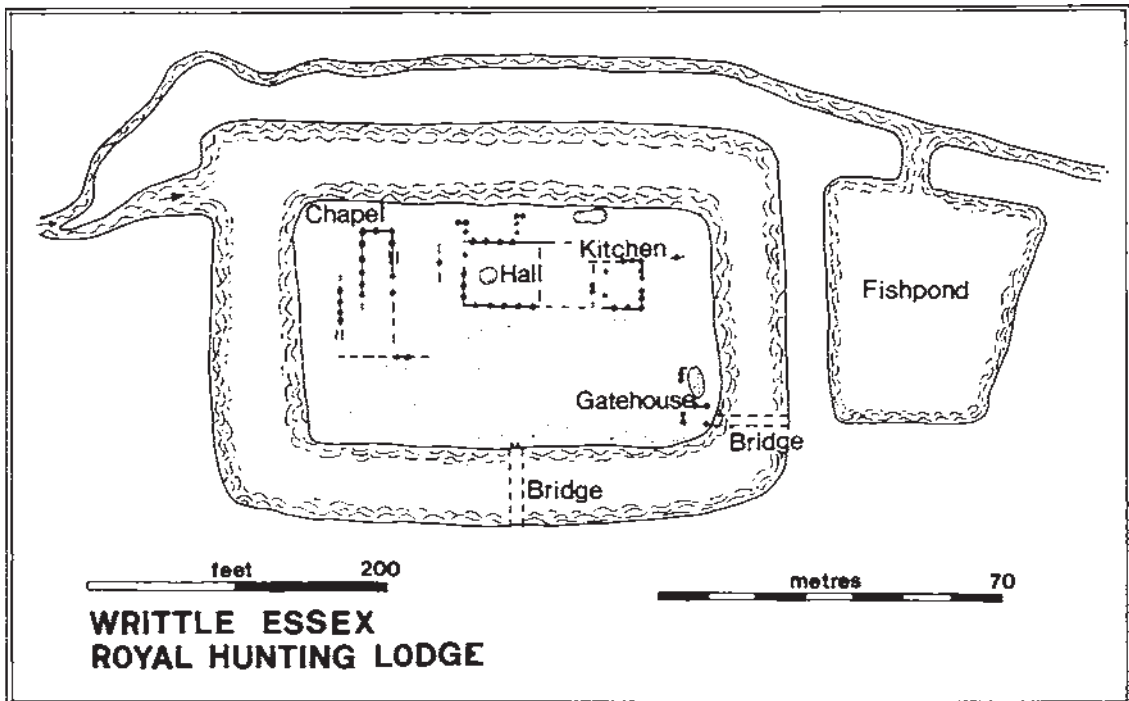 Chapel
Hall
Kitchen
Fishpond
Gatehouse
Bridge
Bridge
feet 200
metres 70
WRITTLE ESSEX
ROYAL HUNTING LODGE